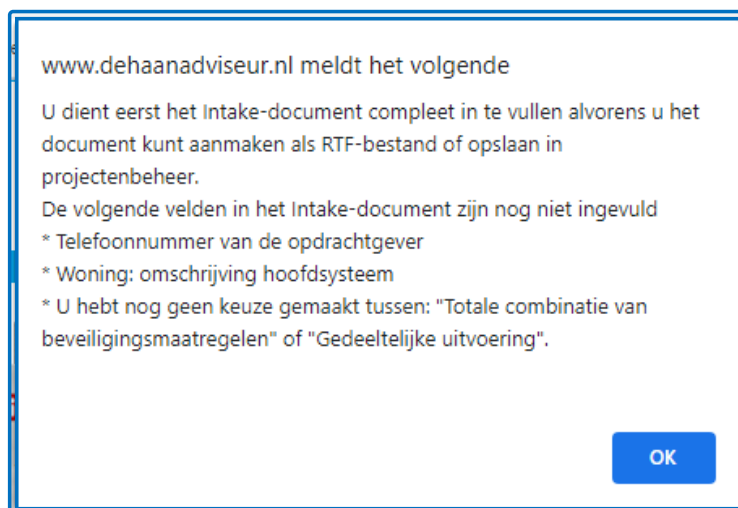 www.dehaanadviseur.nl meldt het volgende
U dient eerst het Intake-document compleet in te vullen alvorens u het
document kunt aanmaken als RTF-bestand of opslaan in
projectenbeheer.
De volgende velden in het Intake-document zijn nog niet ingevuld
* Telefoonnummer van de opdrachtgever
* Woning: omschrijving hoofdsysteem
* U hebt nog geen keuze gemaakt tussen: "Totale combinatie van
beveiligingsmaatregelen" of "Gedeeltelijke uitvoering".
OK